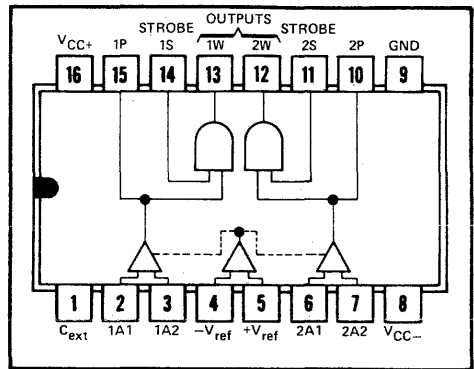 STROBE OUTPUTS STROBE
VCC+ 1P 1S 1W 2W 2S 2P GND
16 15 14 13 12 11 10 9
1 2 3 4 5 6 7 8
Cext 1A1 1A2 −Vref +Vref 2A1 2A2 VCC−